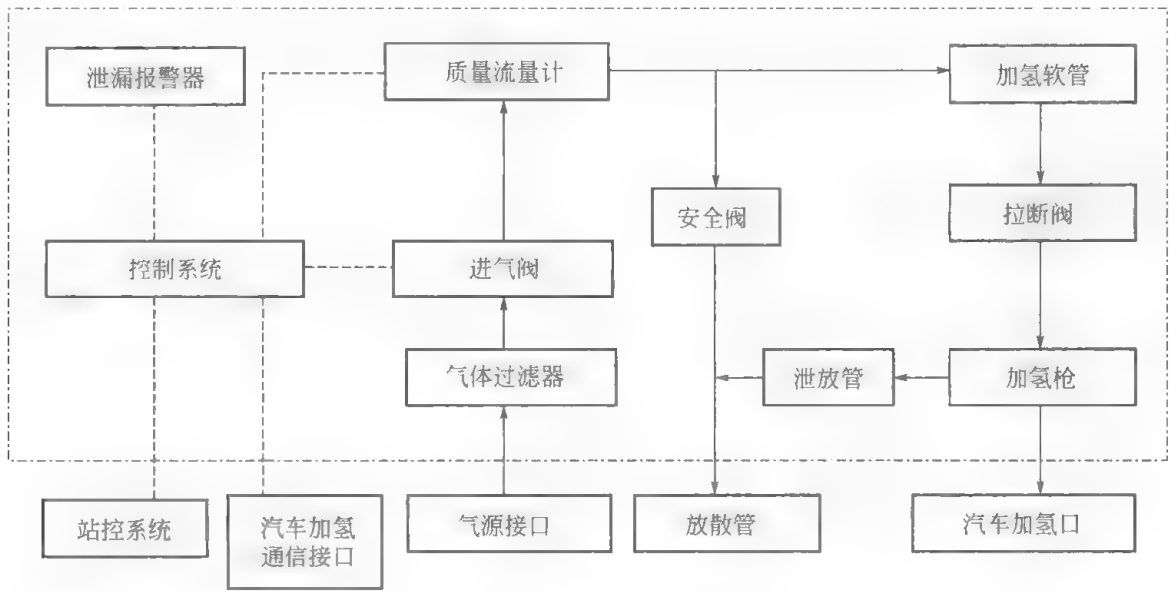 泄漏报警器
质量流量计
加氢软管
安全阀
拉断阀
控制系统
进气阀
气体过滤器
泄放管
加氢枪
站控系统
汽车加氢
通信接口
气源接口
放散管
汽车加氢口